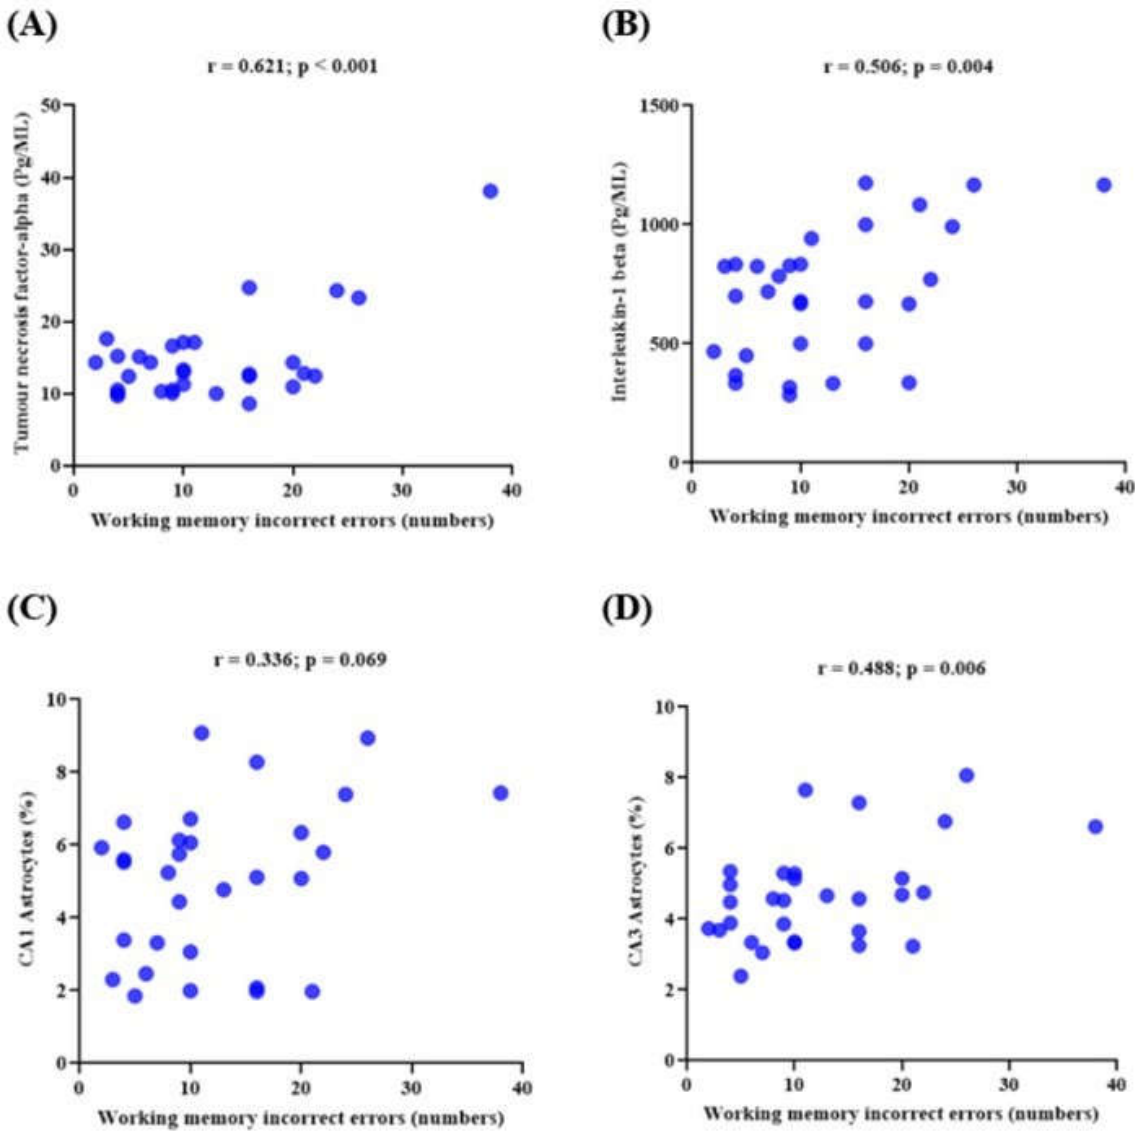 (A)
r = 0.621; p < 0.001
Tumour necrosis factor-alpha (Pg/ML)
50
40
30
20
10
0
0 10 20 30 40
Working memory incorrect errors (numbers)
(B)
r = 0.506; p = 0.004
Interleukin-1 beta (Pg/ML)
1500
1000
500
0
0 10 20 30 40
Working memory incorrect errors (numbers)
(C)
r = 0.336; p = 0.069
CA1 Astrocytes (%)
10
8
6
4
2
0
0 10 20 30 40
Working memory incorrect errors (numbers)
(D)
r = 0.488; p = 0.006
CA3 Astrocytes (%)
10
8
6
4
2
0
0 10 20 30 40
Working memory incorrect errors (numbers)